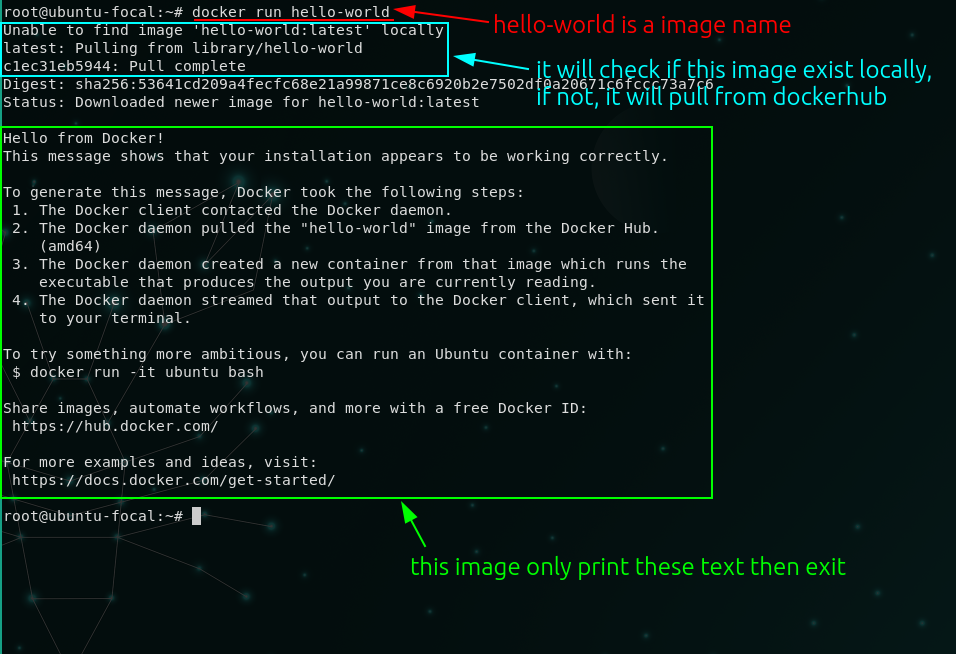 root@ubuntu-focal:~# docker run hello-world
hello-world is a image name
Unable to find image 'hello-world:latest' locally
latest: Pulling from library/hello-world
c1ec31eb5944: Pull complete
it will check if this image exist locally,
if not, it will pull from dockerhub
Digest: sha256:53641cd209a4fecfc68e21a99871ce8c6920b2e7502df0a20671c6fccc73a7c6
Status: Downloaded newer image for hello-world:latest
Hello from Docker!
This message shows that your installation appears to be working correctly.
To generate this message, Docker took the following steps:
1. The Docker client contacted the Docker daemon.
2. The Docker daemon pulled the "hello-world" image from the Docker Hub.
(amd64)
3. The Docker daemon created a new container from that image which runs the
executable that produces the output you are currently reading.
4. The Docker daemon streamed that output to the Docker client, which sent it
to your terminal.
To try something more ambitious, you can run an Ubuntu container with:
$ docker run -it ubuntu bash
Share images, automate workflows, and more with a free Docker ID:
https://hub.docker.com/
For more examples and ideas, visit:
https://docs.docker.com/get-started/
root@ubuntu-focal:~#
this image only print these text then exit